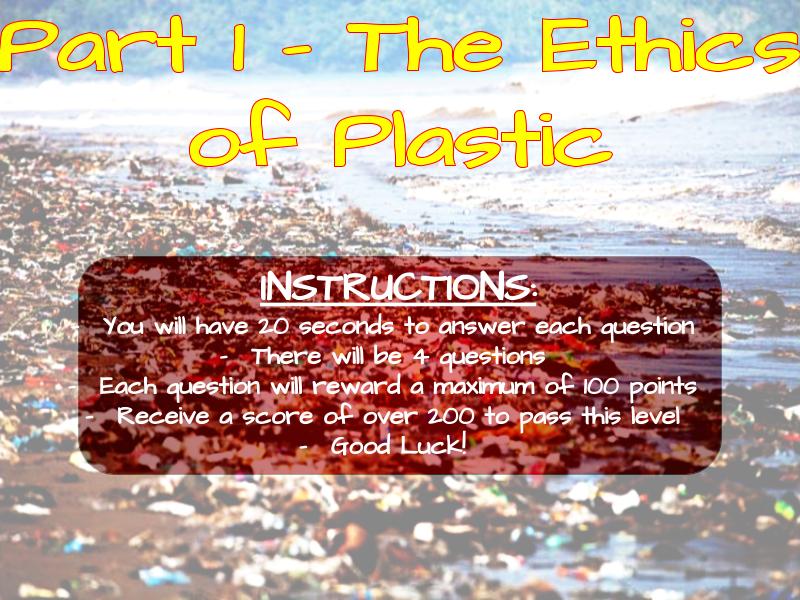 Part 1 - The Ethics
of Plastic
INSTRUCTIONS:
- You will have 20 seconds to answer each question
- There will be 4 questions
- Each question will reward a maximum of 100 points
- Receive a score of over 200 to pass this level
- Good Luck!